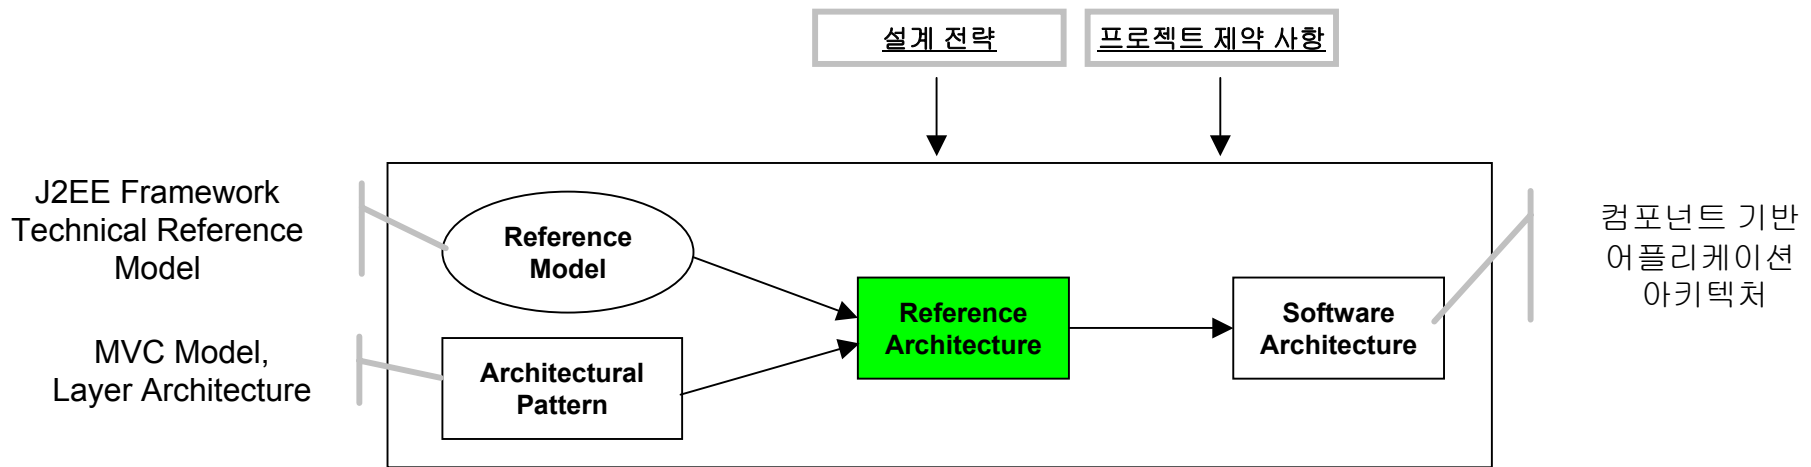 설계 전략
프로젝트 제약 사항
J2EE Framework
Technical Reference
Model
Reference
Model
컴포넌트 기반
어플리케이션
아키텍처
Reference
Architecture
Software
Architecture
MVC Model,
Layer Architecture
Architectural
Pattern